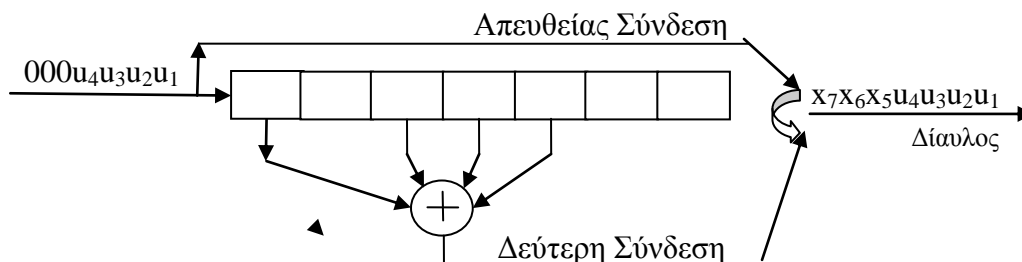 Απευθείας Σύνδεση
000u₄u₃u₂u₁
x₇x₆x₅u₄u₃u₂u₁
Δίαυλος
Δεύτερη Σύνδεση